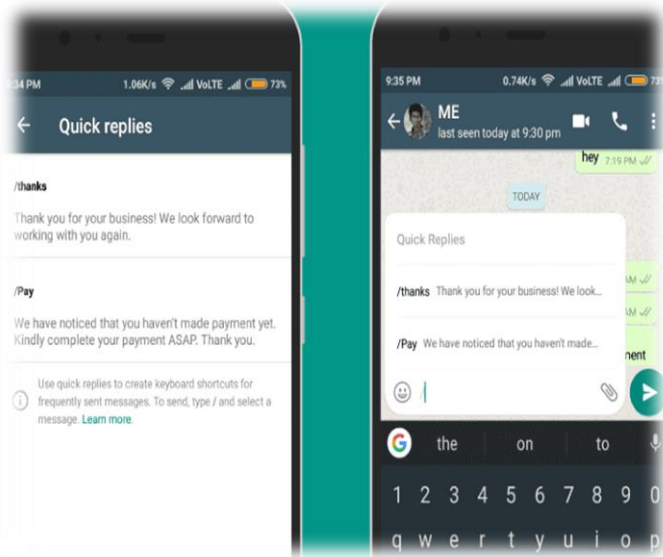 :34 PM 1.06K/s VoLTE 73%
Quick replies
/thanks
Thank you for your business! We look forward to
working with you again.
/Pay
We have noticed that you haven't made payment yet.
Kindly complete your payment ASAP. Thank you.
Use quick replies to create keyboard shortcuts for
frequently sent messages. To send, type / and select a
message. Learn more.
9:35 PM 0.74K/s VoLTE 73%
ME
last seen today at 9:30 pm
hey 7:19 PM
TODAY
Quick Replies
/thanks Thank you for your business! We look...
AM
/Pay We have noticed that you haven't made...
AM
nent
/
G the on to
1 2 3 4 5 6 7 8 9 0
q w e r t y u i o p